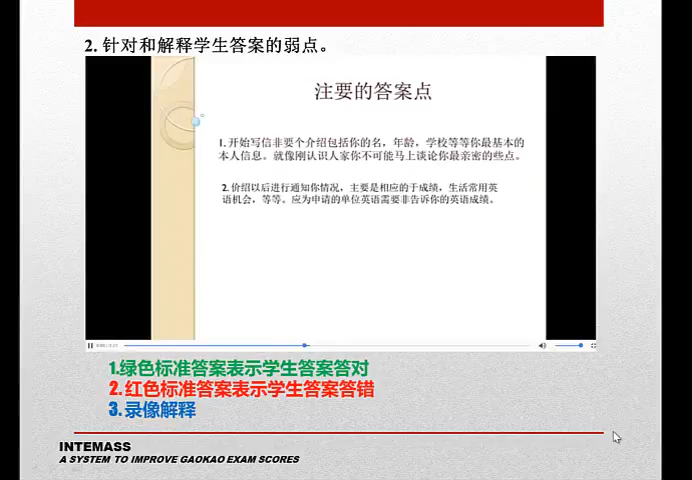 2. 针对和解释学生答案的弱点。
注要的答案点
1. 开始写信非要个介绍包括你的名，年龄，学校等等你最基本的
本人信息。就像刚认识人家你不可能马上谈论你最亲密的些点。
2. 价绍以后进行通知你情况，主要是相应的于成绩，生活常用英
语机会，等等。应为申请的单位英语需要非告诉你的英语成绩。
1.绿色标准答案表示学生答案答对
2.红色标准答案表示学生答案答错
3.录像解释
INTEMASS
A SYSTEM TO IMPROVE GAOKAO EXAM SCORES